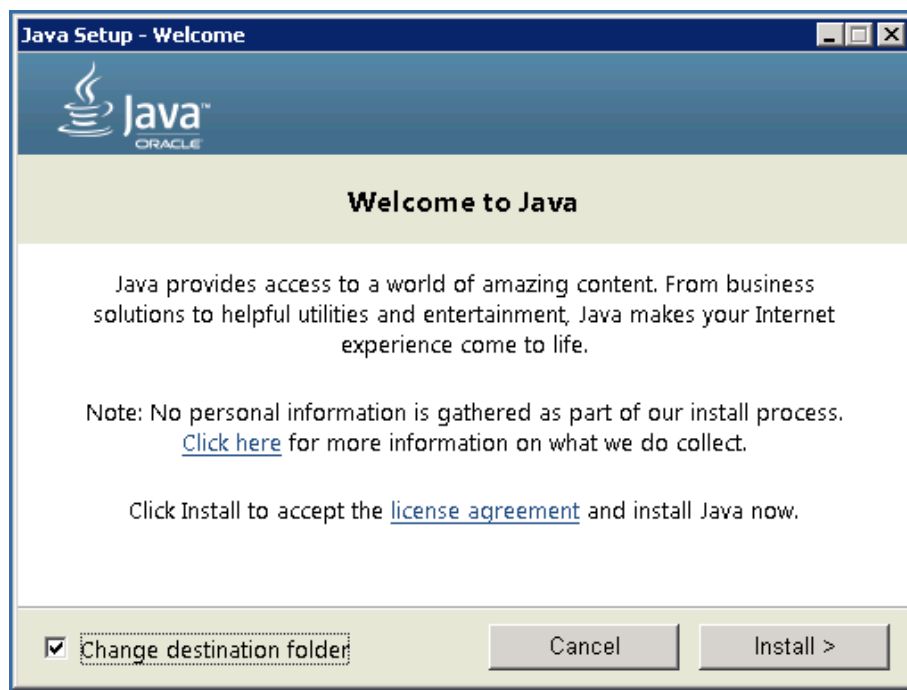 Java Setup - Welcome
Java™
ORACLE
Welcome to Java
Java provides access to a world of amazing content. From business
solutions to helpful utilities and entertainment, Java makes your Internet
experience come to life.
Note: No personal information is gathered as part of our install process.
Click here for more information on what we do collect.
Click Install to accept the license agreement and install Java now.
Change destination folder
Cancel
Install >